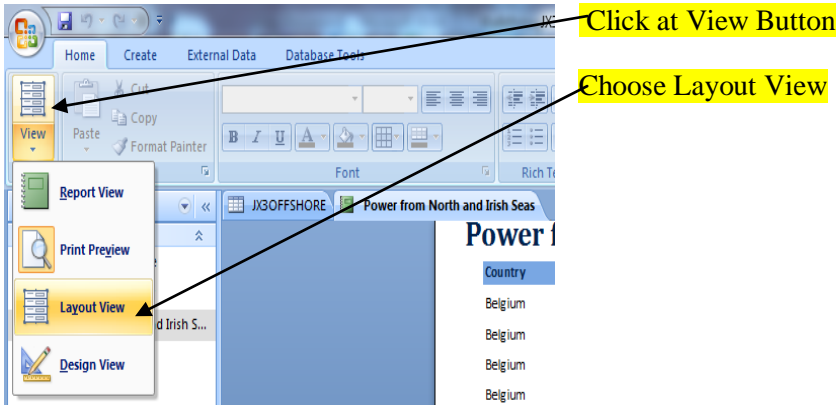 JX
Click at View Button
Home Create External Data Database Tools
Choose Layout View
Cut
Copy
Format Painter
View
Paste
B I U A
Font
Rich Te
Report View
Print Preview
Layout View
Design View
d Irish S...
JX3OFFSHORE
Power from North and Irish Seas
Power f
Country
Belgium
Belgium
Belgium
Belgium